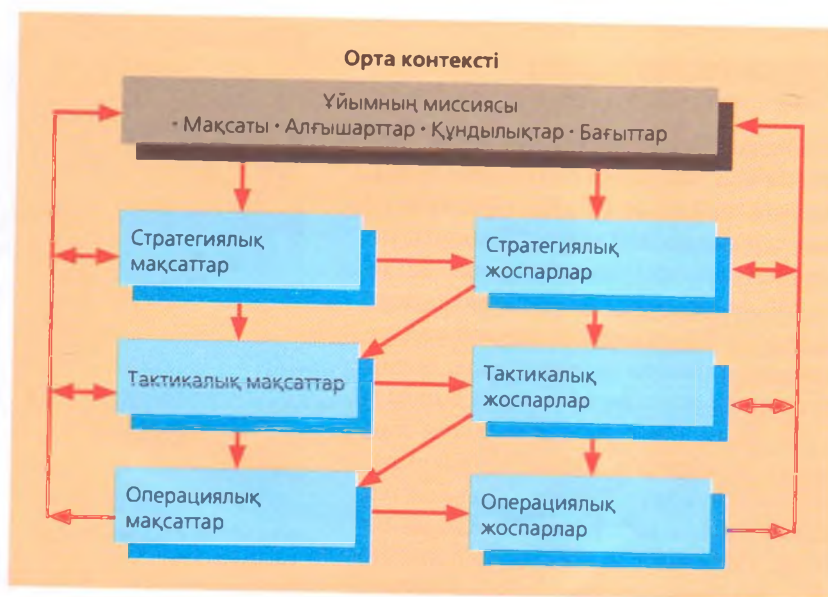 Орта контексті
Ұйымның миссиясы
· Мақсаты · Алғышарттар · Құндылықтар · Бағыттар
Стратегиялық
мақсаттар
Стратегиялық
жоспарлар
Тактикалық мақсаттар
Тактикалық
жоспарлар
Операциялық
мақсаттар
Операциялық
жоспарлар